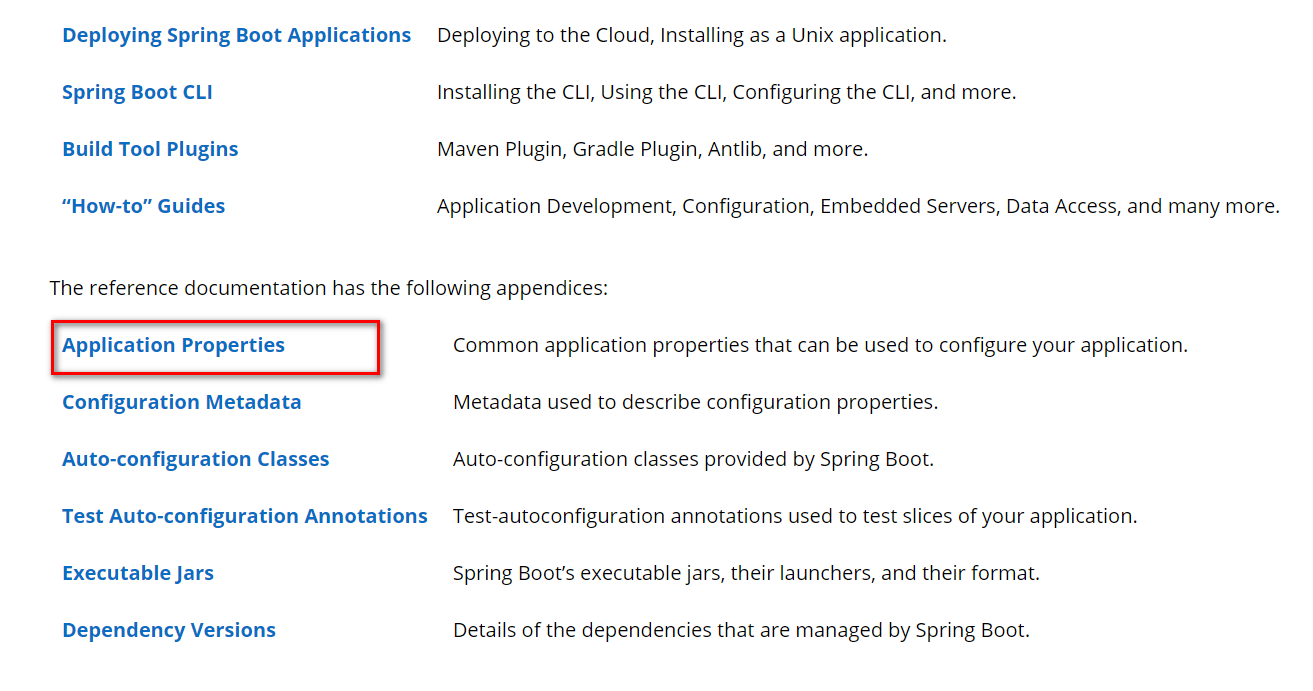 Deploying Spring Boot Applications Deploying to the Cloud, Installing as a Unix application.
Spring Boot CLI Installing the CLI, Using the CLI, Configuring the CLI, and more.
Build Tool Plugins Maven Plugin, Gradle Plugin, Antlib, and more.
“How-to” Guides Application Development, Configuration, Embedded Servers, Data Access, and many more.
The reference documentation has the following appendices:
Application Properties Common application properties that can be used to configure your application.
Configuration Metadata Metadata used to describe configuration properties.
Auto-configuration Classes Auto-configuration classes provided by Spring Boot.
Test Auto-configuration Annotations Test-autoconfiguration annotations used to test slices of your application.
Executable Jars Spring Boot’s executable jars, their launchers, and their format.
Dependency Versions Details of the dependencies that are managed by Spring Boot.